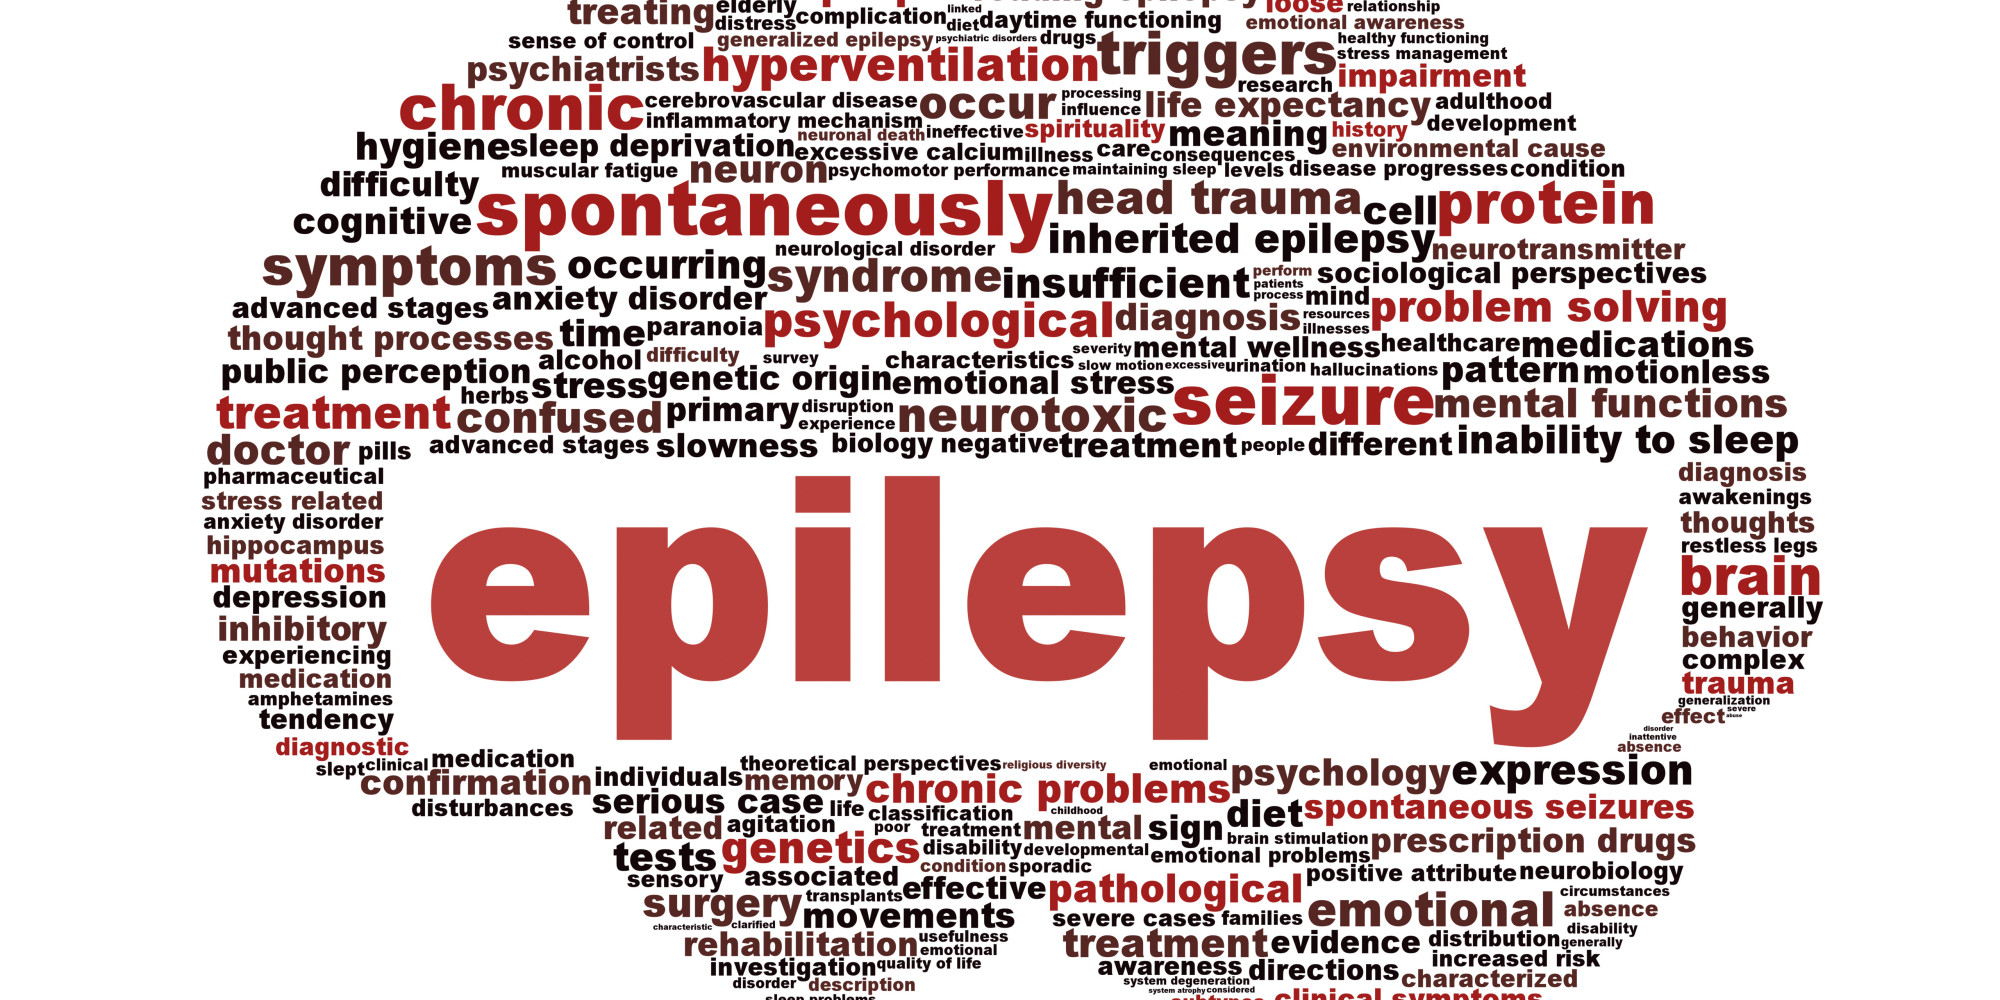 treating elderly distress complication linked diet daytime functioning loose relationship emotional awareness
sense of control generalized epilepsy psychiatric disorders drugs triggers healthy functioning stress management
psychiatrists hyperventilation research impairment
chronic cerebrovascular disease occur processing influence life expectancy adulthood
inflammatory mechanism neuronal death ineffective spirituality meaning history development
hygiene sleep deprivation excessive calcium illness care consequences environmental cause
difficulty muscular fatigue neuron psychomotor performance maintaining sleep levels disease progresses condition
cognitive spontaneously head trauma cell protein
neurological disorder inherited epilepsy neurotransmitter
symptoms occurring syndrome insufficient perform patients process sociological perspectives
advanced stages anxiety disorder mind problem solving
thought processes time paranoia psychological diagnosis resources illnesses
public perception alcohol difficulty survey characteristics severity mental wellness healthcare medications
herbs stress genetic origin emotional stress slow motion excessive urination hallucinations pattern motionless
treatment confused primary disruption experience neurotoxic seizure mental functions
doctor pills advanced stages slowness biology negative treatment people different inability to sleep
pharmaceutical
stress related
anxiety disorder
hippocampus
mutations
depression
inhibitory
experiencing
medication
amphetamines
tendency
epilepsy
diagnosis
awakenings
thoughts
restless legs
brain
generally
behavior
complex
trauma
generalization
effect severe abuse
disorder
inattentive
absence
diagnostic
slept clinical medication theoretical perspectives religious diversity emotional psychology expression
confirmation individuals memory chronic problems
disturbances serious case life classification childhood diet spontaneous seizures
related agitation poor treatment mental sign brain stimulation prescription drugs
tests genetics disability developmental emotional problems
condition sporadic
sensory associated effective pathological positive attribute neurobiology
surgery transplants circumstances
characteristic clarified movements severe cases families emotional absence
rehabilitation usefulness emotional treatment evidence distribution disability generally
investigation quality of life awareness directions increased risk
disorder description system degeneration characterized
sleep problems system atrophy considered subtypes clinical symptoms